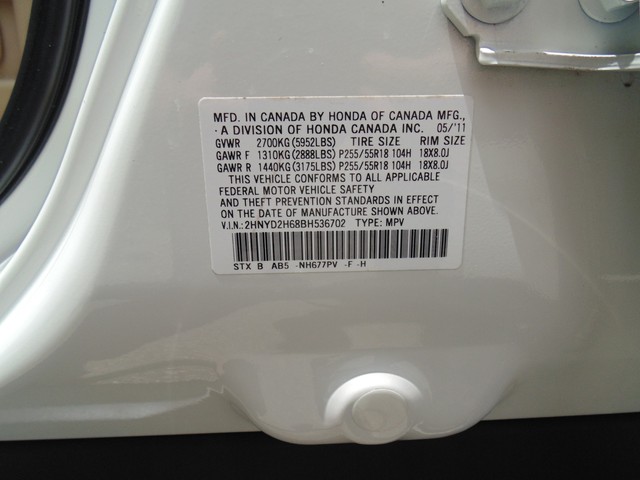 MFD. IN CANADA BY HONDA OF CANADA MFG.,
A DIVISION OF HONDA CANADA INC. 05/'11
GVWR 2700KG(5952LBS) TIRE SIZE RIM SIZE
GAWR F 1310KG(2888LBS) P255/55R18 104H 18X8.0J
GAWR R 1440KG(3175LBS) P255/55R18 104H 18X8.0J
THIS VEHICLE CONFORMS TO ALL APPLICABLE
FEDERAL MOTOR VEHICLE SAFETY
AND THEFT PREVENTION STANDARDS IN EFFECT
ON THE DATE OF MANUFACTURE SHOWN ABOVE.
V.I.N.:2HNYD2H68BH536702 TYPE: MPV
STX B AB5 -NH677PV -F -H